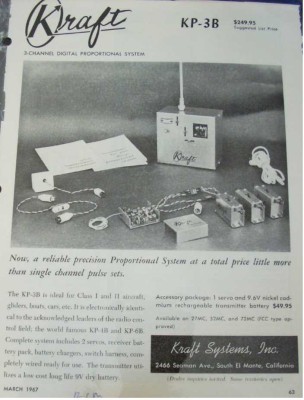 Kraft
KP-3B
$349.95
Suggested List Price
3-CHANNEL DIGITAL PROPORTIONAL SYSTEM
Kraft
Now, a reliable precision Proportional System at a total price little more
than single channel pulse sets.
The KP-3B is ideal for Class I and II aircraft,
gliders, boats, cars, etc. It is electronically identi-
cal to the acknowledged leaders of the radio con-
trol field, the world famous KP-4B and KP-6B.
Complete system includes 2 servos, receiver bat-
tery pack, battery chargers, switch harness, com-
pletely wired ready for use. The transmitter uti-
lizes a low cost long life 9V dry battery.
Accessory package: 1 servo and 9.6V nickel cad-
mium rechargeable transmitter battery $49.95
Available on 27MC, 53MC, and 72MC (FCC type ap-
proved)
Kraft Systems, Inc.
2466 Seaman Ave., South El Monte, California
(Dealer inquiries invited)
MARCH 1967
63